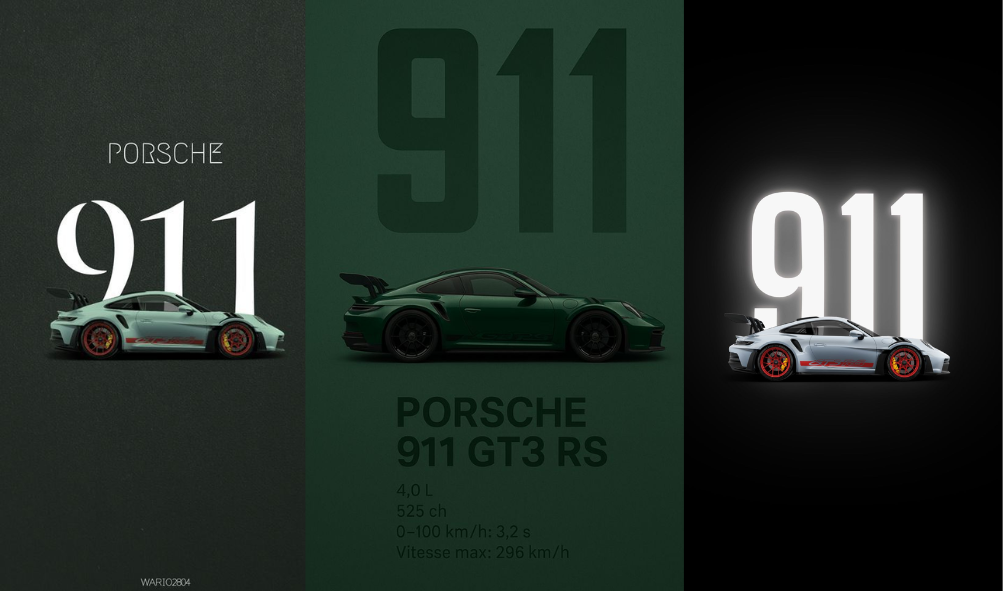 PORSCHE
911
WARIO2804
911
PORSCHE
911 GT3 RS
4,0 L
525 ch
0–100 km/h: 3,2 s
Vitesse max: 296 km/h
911